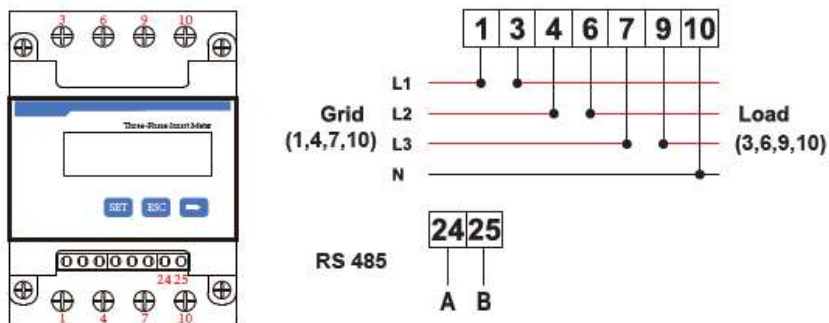 3 6 9 10
Three-Phase Smart Meter
SET ESC
24 25
1 4 7 10
1 3 4 6 7 9 10
L1
L2
L3
N
Grid
(1,4,7,10)
Load
(3,6,9,10)
24 25
RS 485
A B